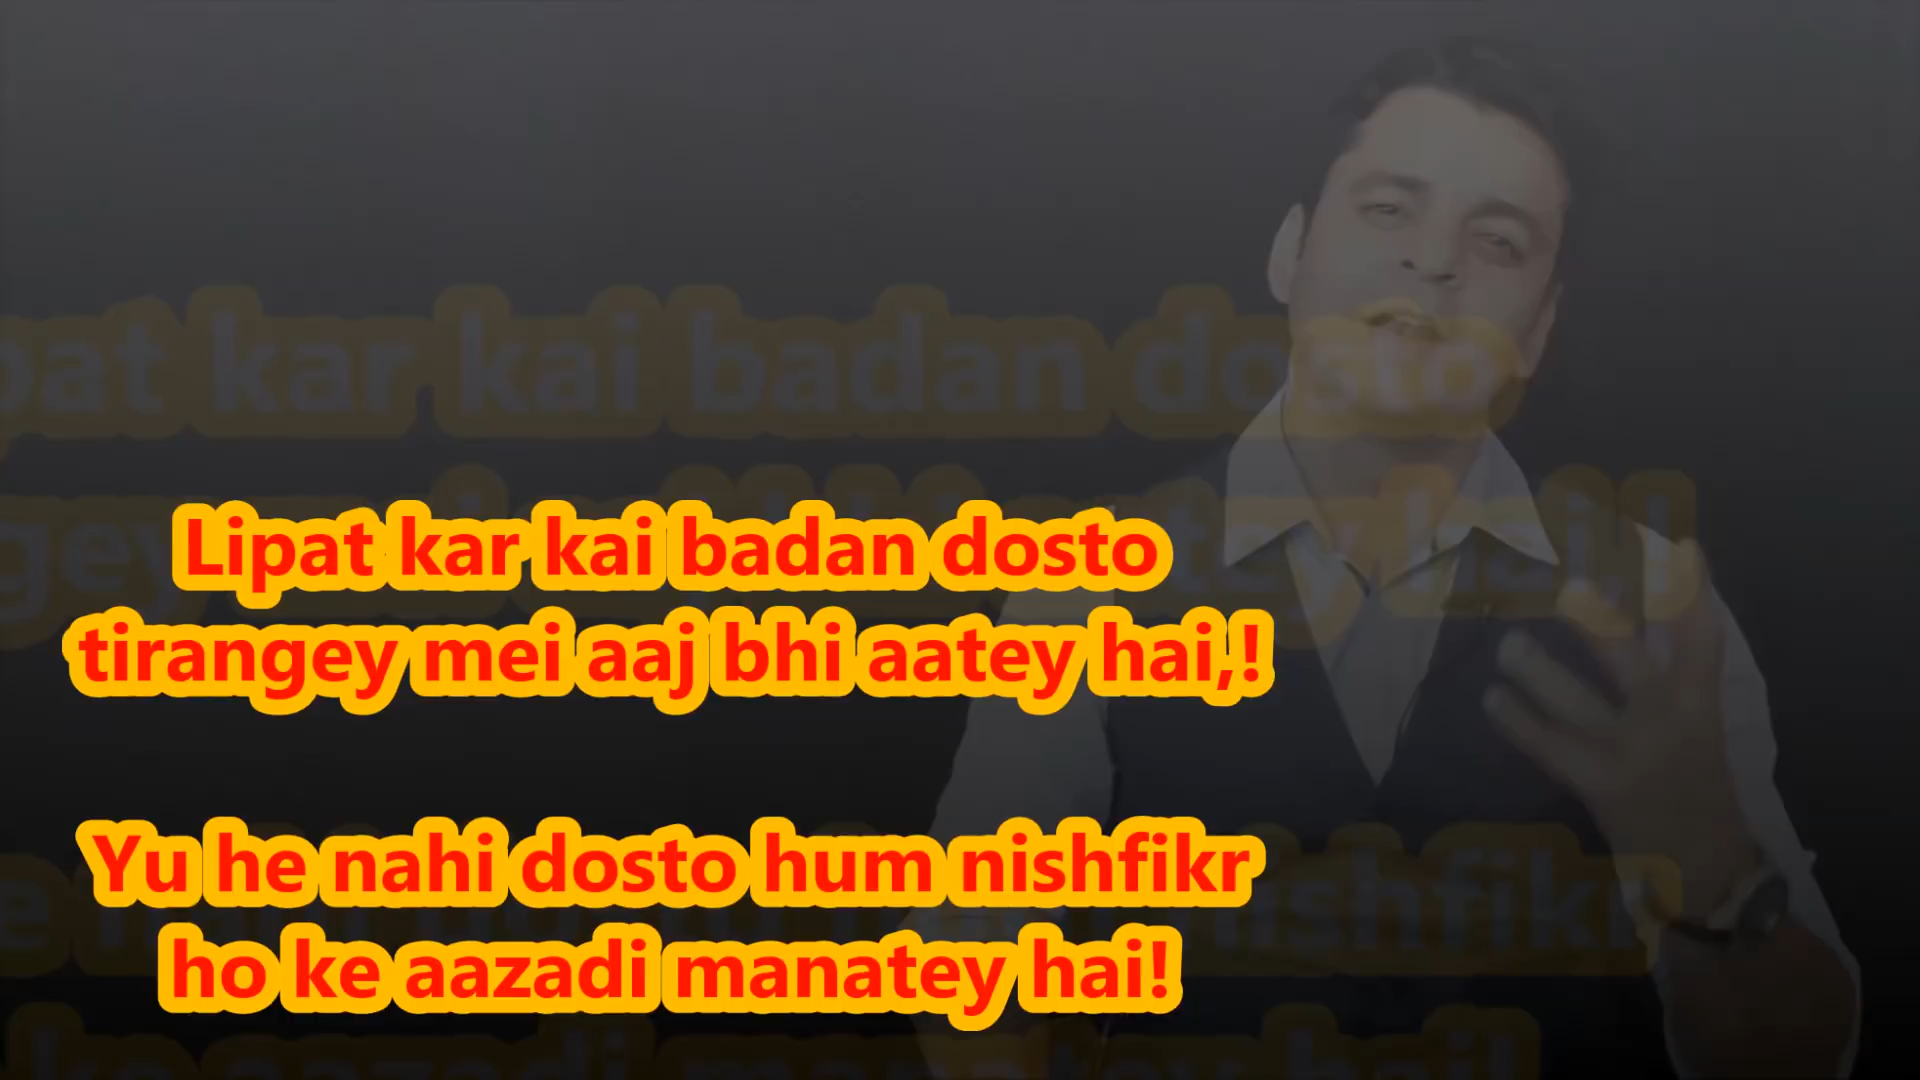 Lipat kar kai badan dosto
tirangey mei aaj bhi aatey hai,!
Yu he nahi dosto hum nishfikr
ho ke aazadi manatey hai!